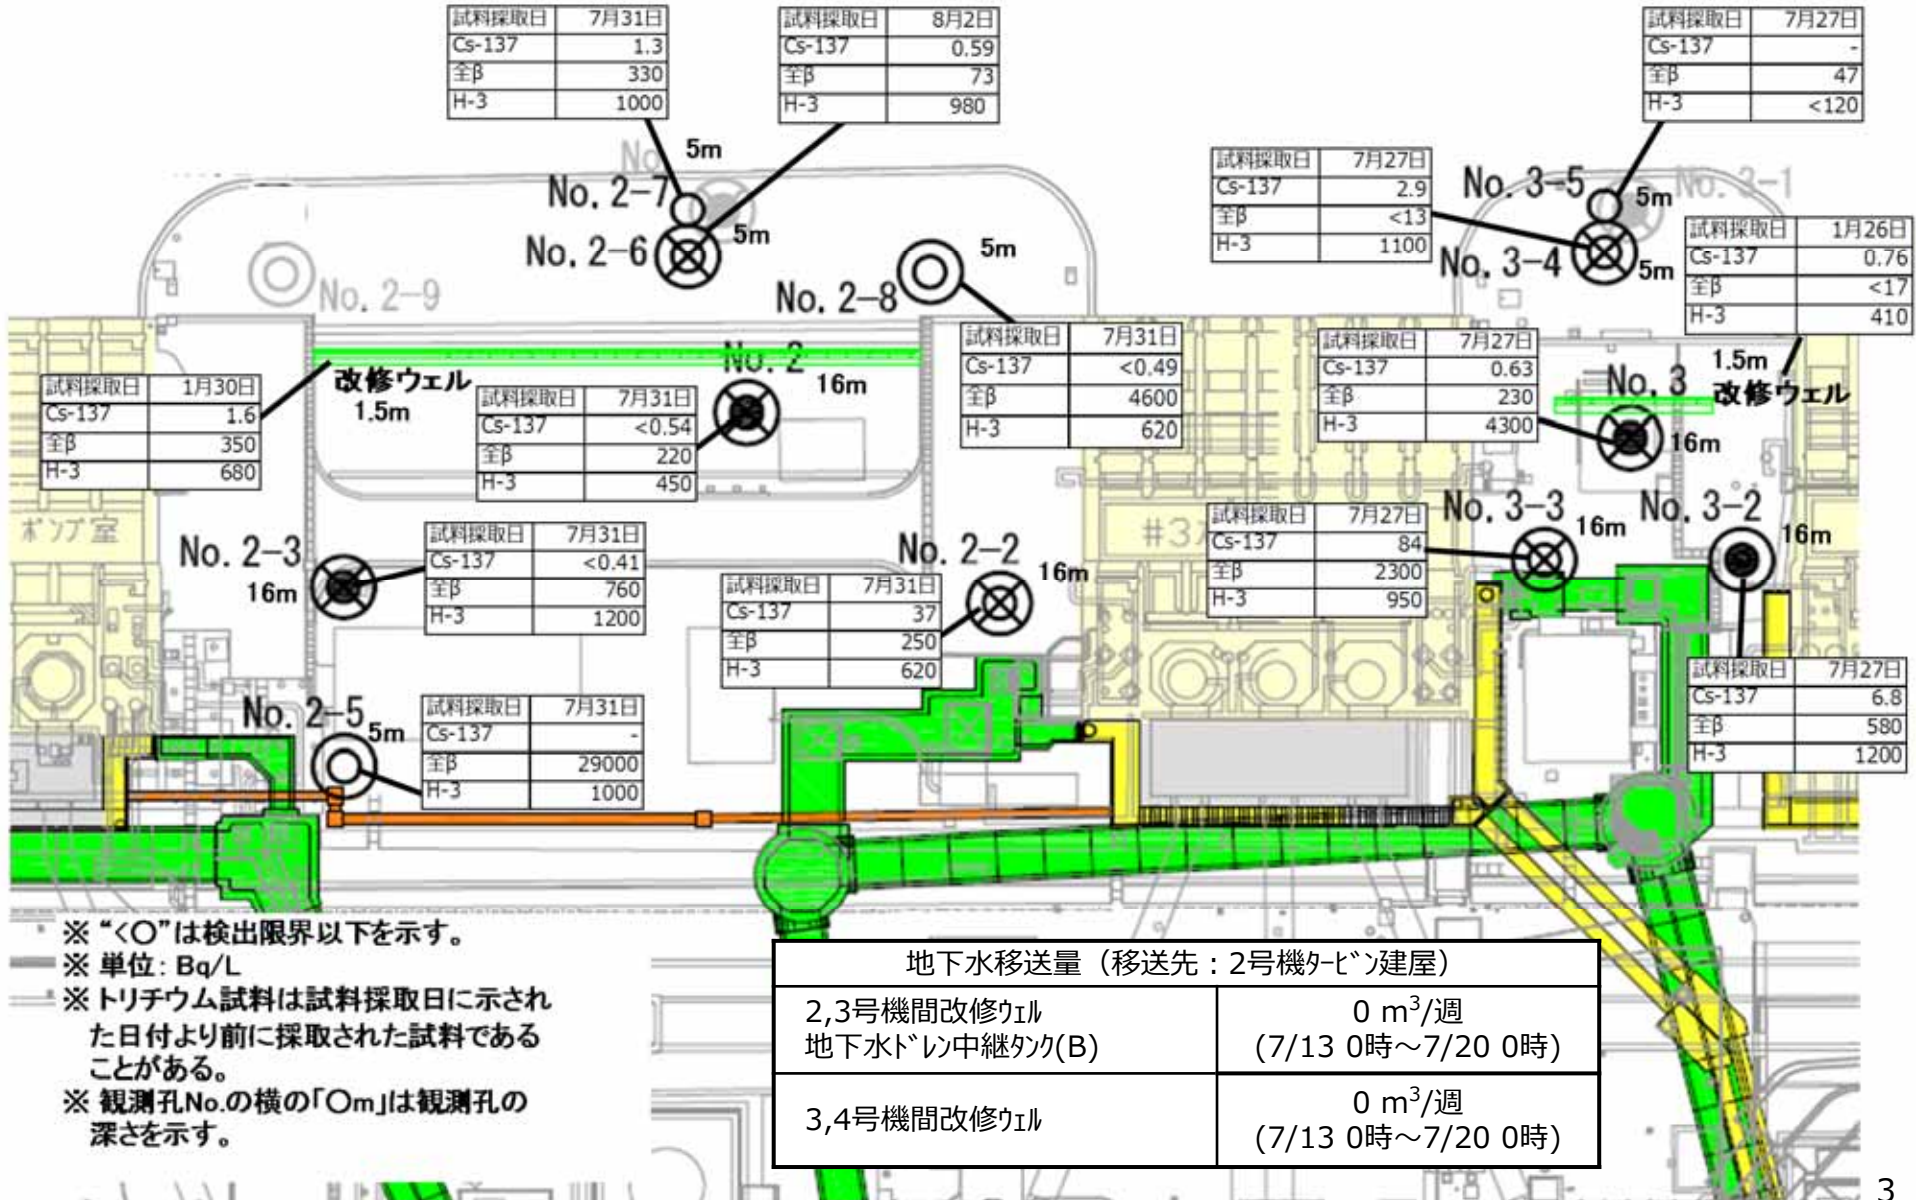 試料採取日 7月31日
Cs-137 1.3
全β 330
H-3 1000
試料採取日 8月2日
Cs-137 0.59
全β 73
H-3 980
試料採取日 7月27日
Cs-137 -
全β 47
H-3 <120
No
5m
No. 2-7
No. 2-6
5m
試料採取日 7月27日
Cs-137 2.9
全β <13
H-3 1100
No. 3-5
5m
No. 3-1
No. 3-4
5m
試料採取日 1月26日
Cs-137 0.76
全β <17
H-3 410
No. 2-9
No. 2-8
5m
試料採取日 1月30日
Cs-137 1.6
全β 350
H-3 680
改修ウェル
1.5m
試料採取日 7月31日
Cs-137 <0.54
全β 220
H-3 450
No. 2
16m
試料採取日 7月31日
Cs-137 <0.49
全β 4600
H-3 620
試料採取日 7月27日
Cs-137 0.63
全β 230
H-3 4300
No. 3
16m
1.5m
改修ウェル
ポンプ室
No. 2-3
16m
試料採取日 7月31日
Cs-137 <0.41
全β 760
H-3 1200
試料採取日 7月31日
Cs-137 37
全β 250
H-3 620
No. 2-2
16m
#3
試料採取日 7月27日
Cs-137 84
全β 2300
H-3 950
No. 3-3
16m
No. 3-2
16m
試料採取日 7月27日
Cs-137 6.8
全β 580
H-3 1200
No. 2-5
5m
試料採取日 7月31日
Cs-137 -
全β 29000
H-3 1000
※ “<○”は検出限界以下を示す。
※ 単位: Bq/L
※ トリチウム試料は試料採取日に示され
た日付より前に採取された試料である
ことがある。
※ 観測孔No.の横の「○m」は観測孔の
深さを示す。
地下水移送量（移送先：2号機ﾀｰﾋﾞﾝ建屋）
2,3号機間改修ｳｪﾙ
地下水ﾄﾞﾚﾝ中継ﾀﾝｸ(B)
0 m³/週
(7/13 0時～7/20 0時)
3,4号機間改修ｳｪﾙ
0 m³/週
(7/13 0時～7/20 0時)
3